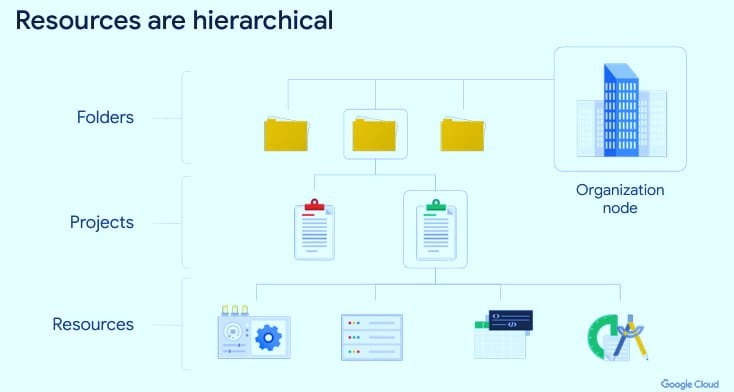 Resources are hierarchical
Folders
Organization
node
Projects
Resources
Google Cloud